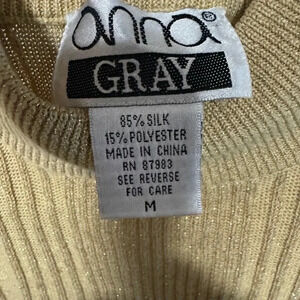 anna®
GRAY
85% SILK
15% POLYESTER
MADE IN CHINA
RN 87983
SEE REVERSE
FOR CARE
M